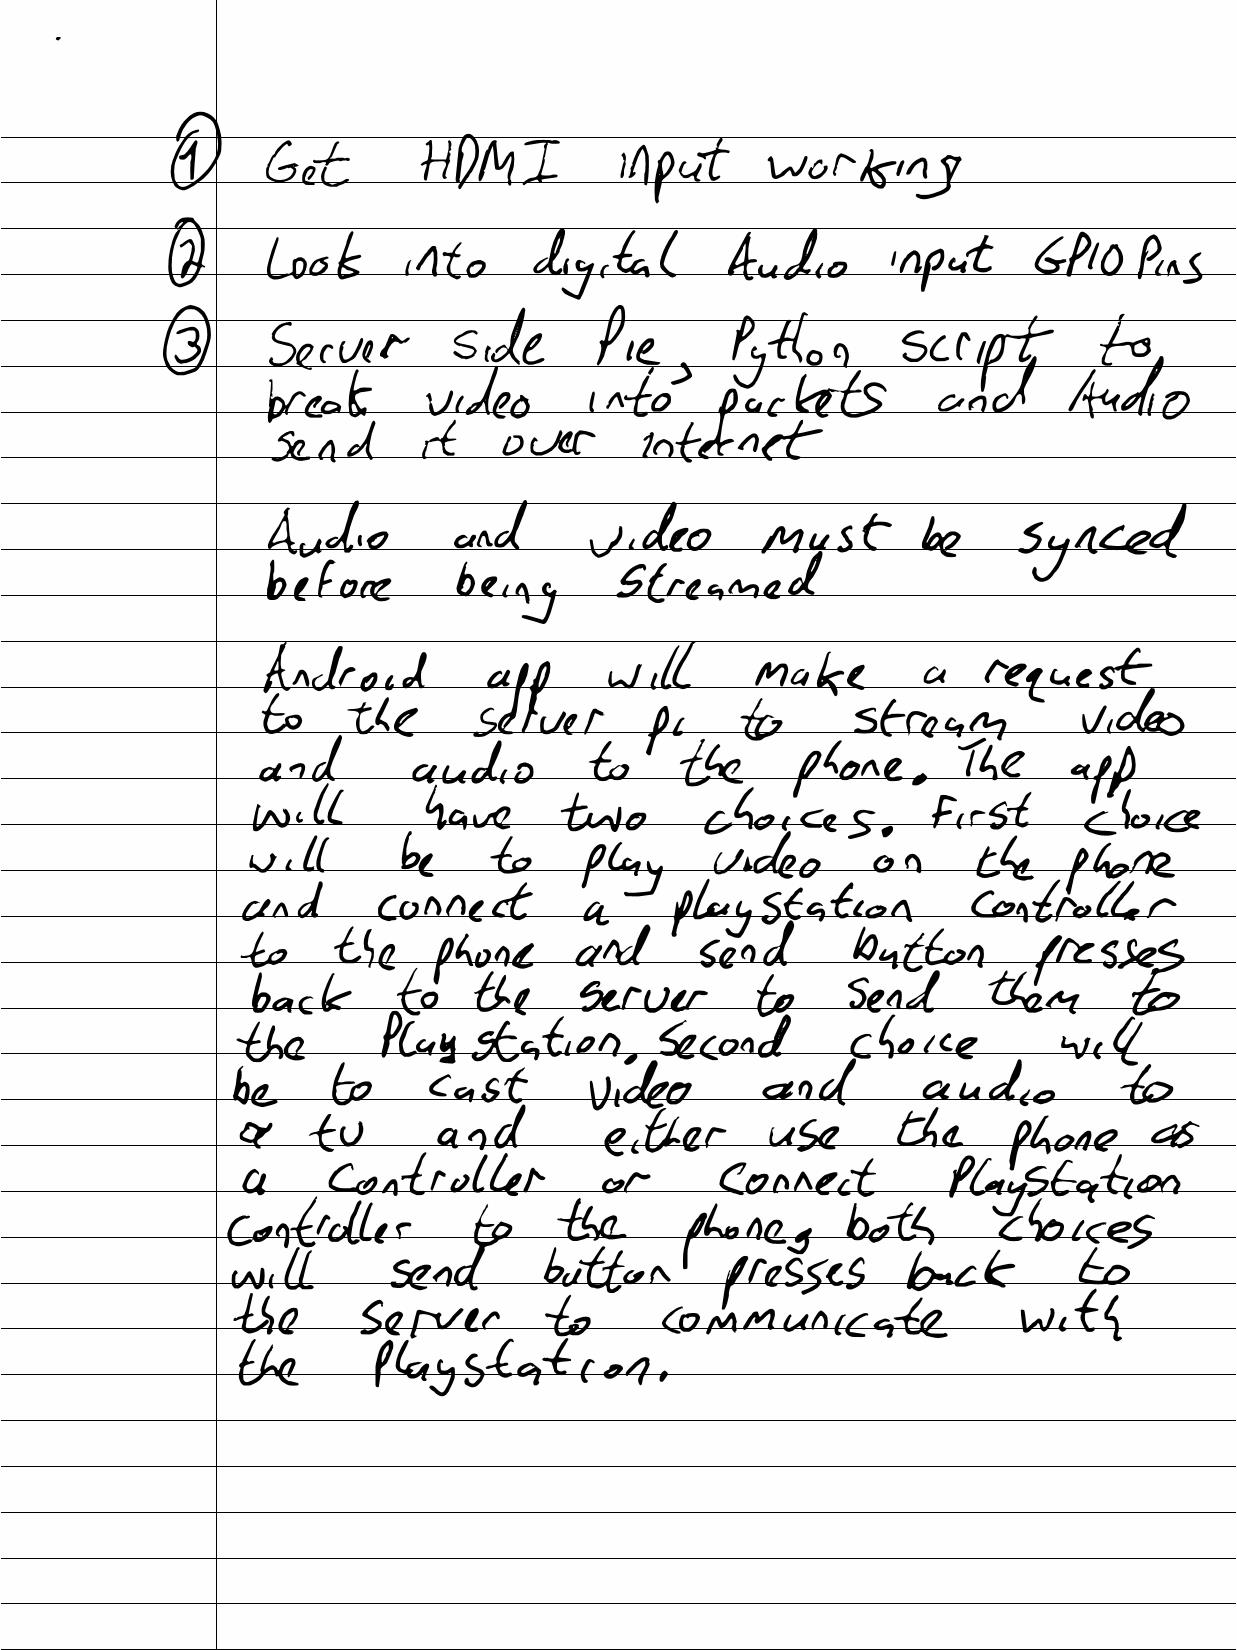 ① Get HDMI input working
② Look into digital Audio input GPIO Pins
③ Server side Pie, Python script to
break video into packets and Audio
send it over internet
Audio and video must be synced
before being streamed
Android app will make a request
to the server pi to stream video
and audio to the phone. The app
will have two choices. First choice
will be to play video on the phone
and connect a playstation controller
to the phone and send button presses
back to the server to send them to
the Playstation. Second choice will
be to cast video and audio to
a tv and either use the phone as
a controller or connect Playstation
controller to the phone, both choices
will send button presses back to
the server to communicate with
the Playstation.